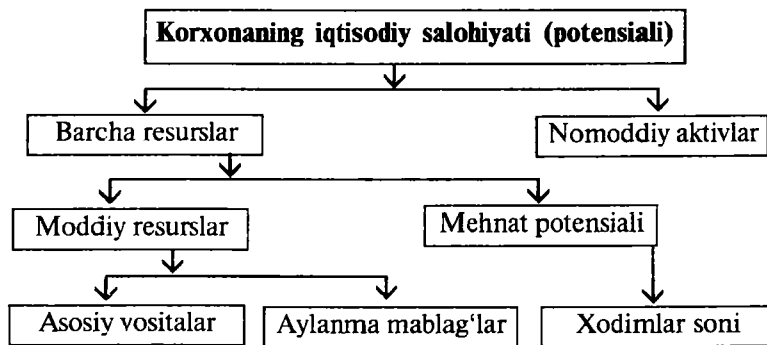 Korxonaning iqtisodiy salohiyati (potensiali)
Barcha resurslar
Nomoddiy aktivlar
Moddiy resurslar
Mehnat potensiali
Asosiy vositalar
Aylanma mablag‘lar
Xodimlar soni